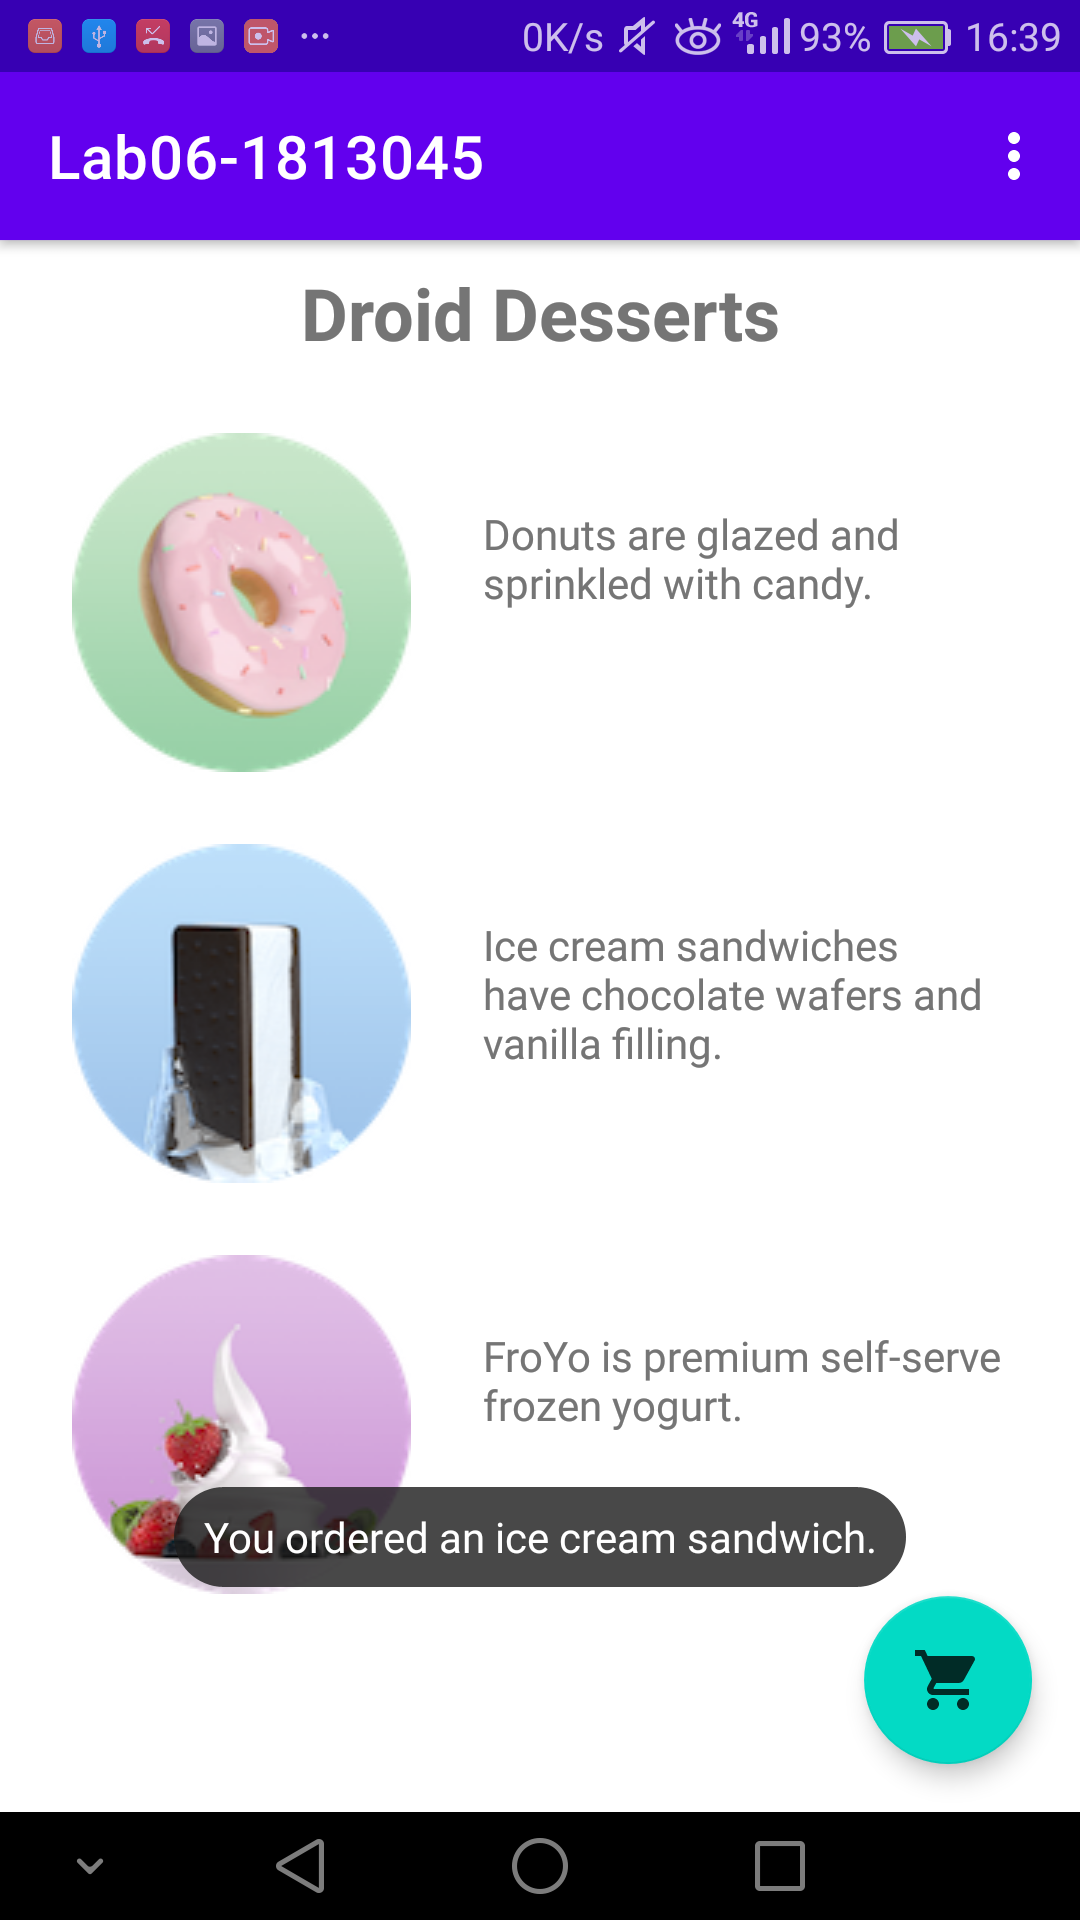 0K/s 4G 93% 16:39
Lab06-1813045
Droid Desserts
Donuts are glazed and
sprinkled with candy.
Ice cream sandwiches
have chocolate wafers and
vanilla filling.
FroYo is premium self-serve
frozen yogurt.
You ordered an ice cream sandwich.